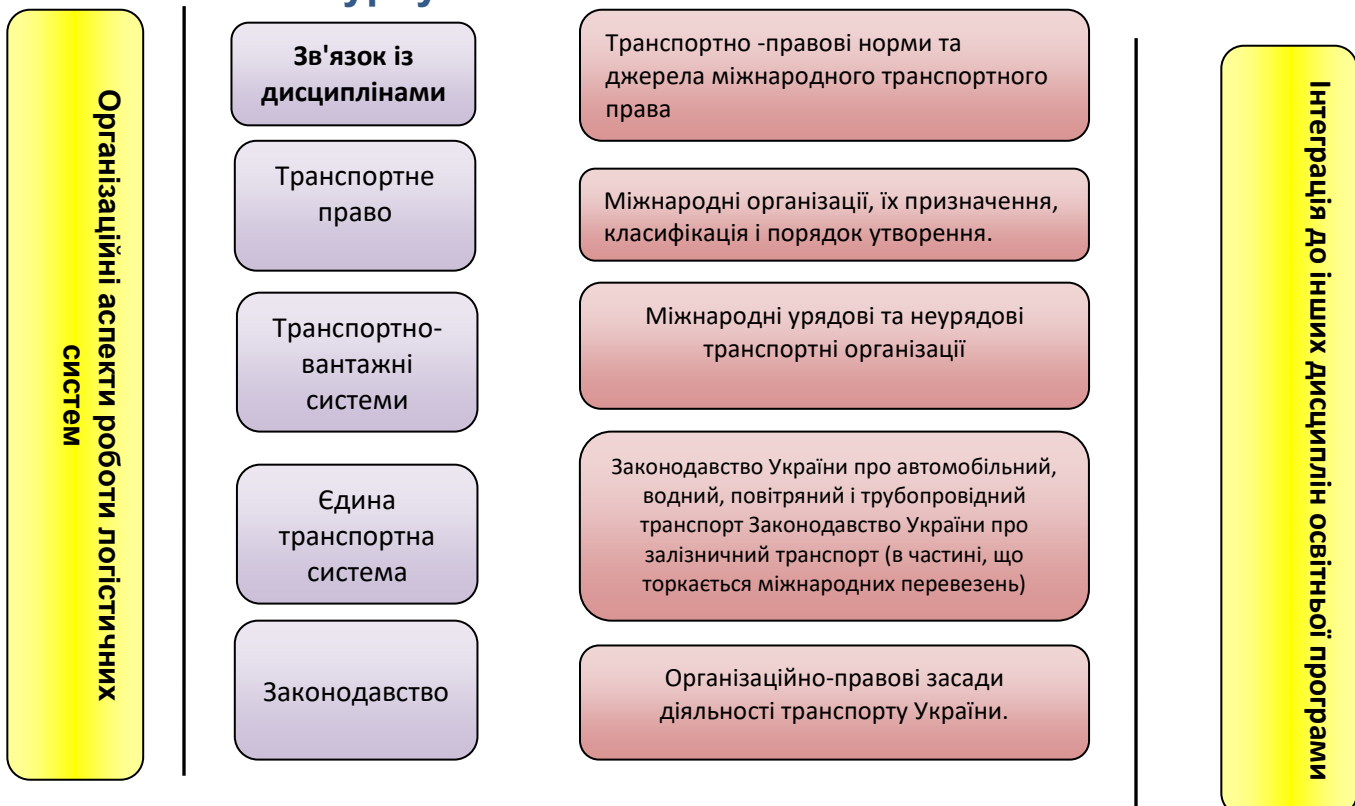 Організаційні аспекти роботи логістичних
систем
Зв'язок із
дисциплінами
Транспортне
право
Транспортно-
вантажні
системи
Єдина
транспортна
система
Законодавство
Транспортно -правові норми та
джерела міжнародного транспортного
права
Міжнародні організації, їх призначення,
класифікація і порядок утворення.
Міжнародні урядові та неурядові
транспортні організації
Законодавство України про автомобільний,
водний, повітряний і трубопровідний
транспорт Законодавство України про
залізничний транспорт (в частині, що
торкається міжнародних перевезень)
Організаційно-правові засади
діяльності транспорту України.
Інтеграція до інших дисциплін освітньої програми